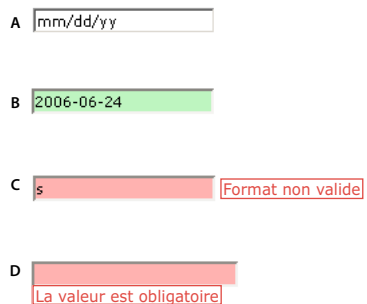 A mm/dd/yy
B 2006-06-24
C s Format non valide
D
La valeur est obligatoire